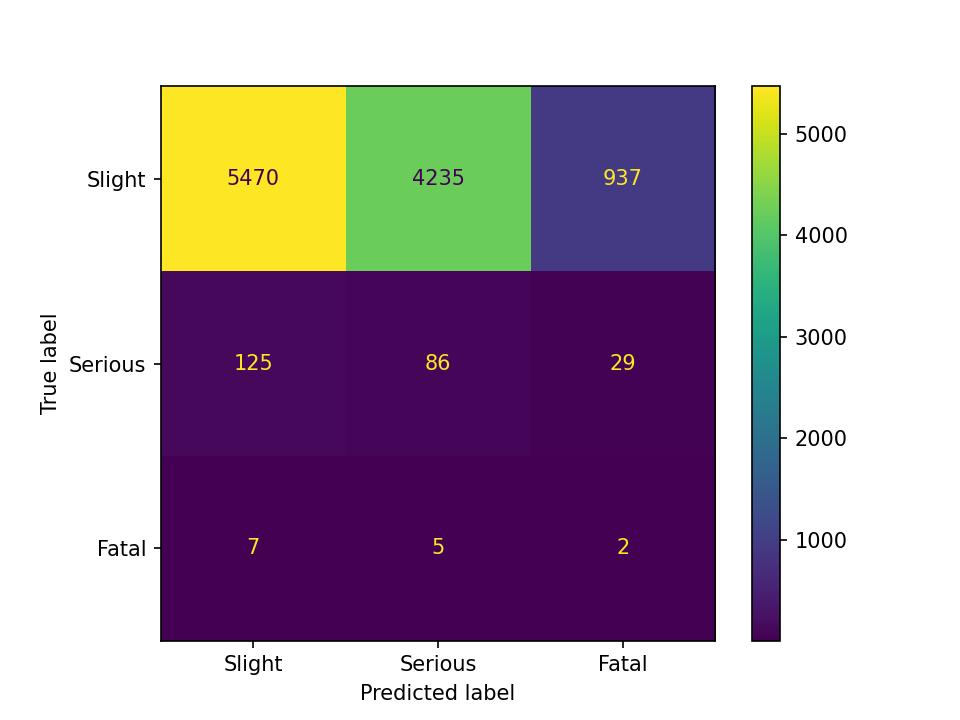 Slight 5470 4235 937
Serious 125 86 29
Fatal 7 5 2
Slight Serious Fatal
Predicted label
True label
5000
4000
3000
2000
1000